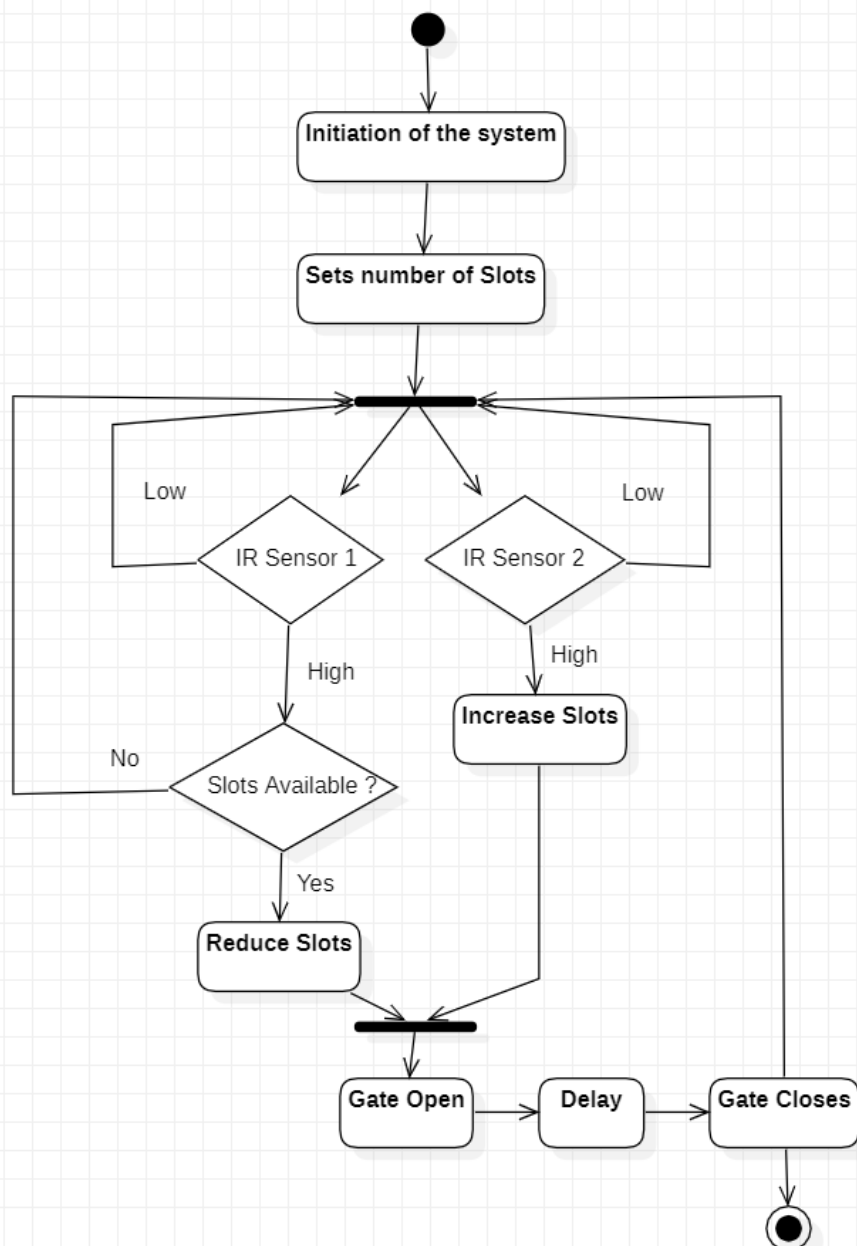 Initiation of the system
Sets number of Slots
Low
Low
IR Sensor 1
IR Sensor 2
High
High
Increase Slots
No
Slots Available ?
Yes
Reduce Slots
Gate Open
Delay
Gate Closes